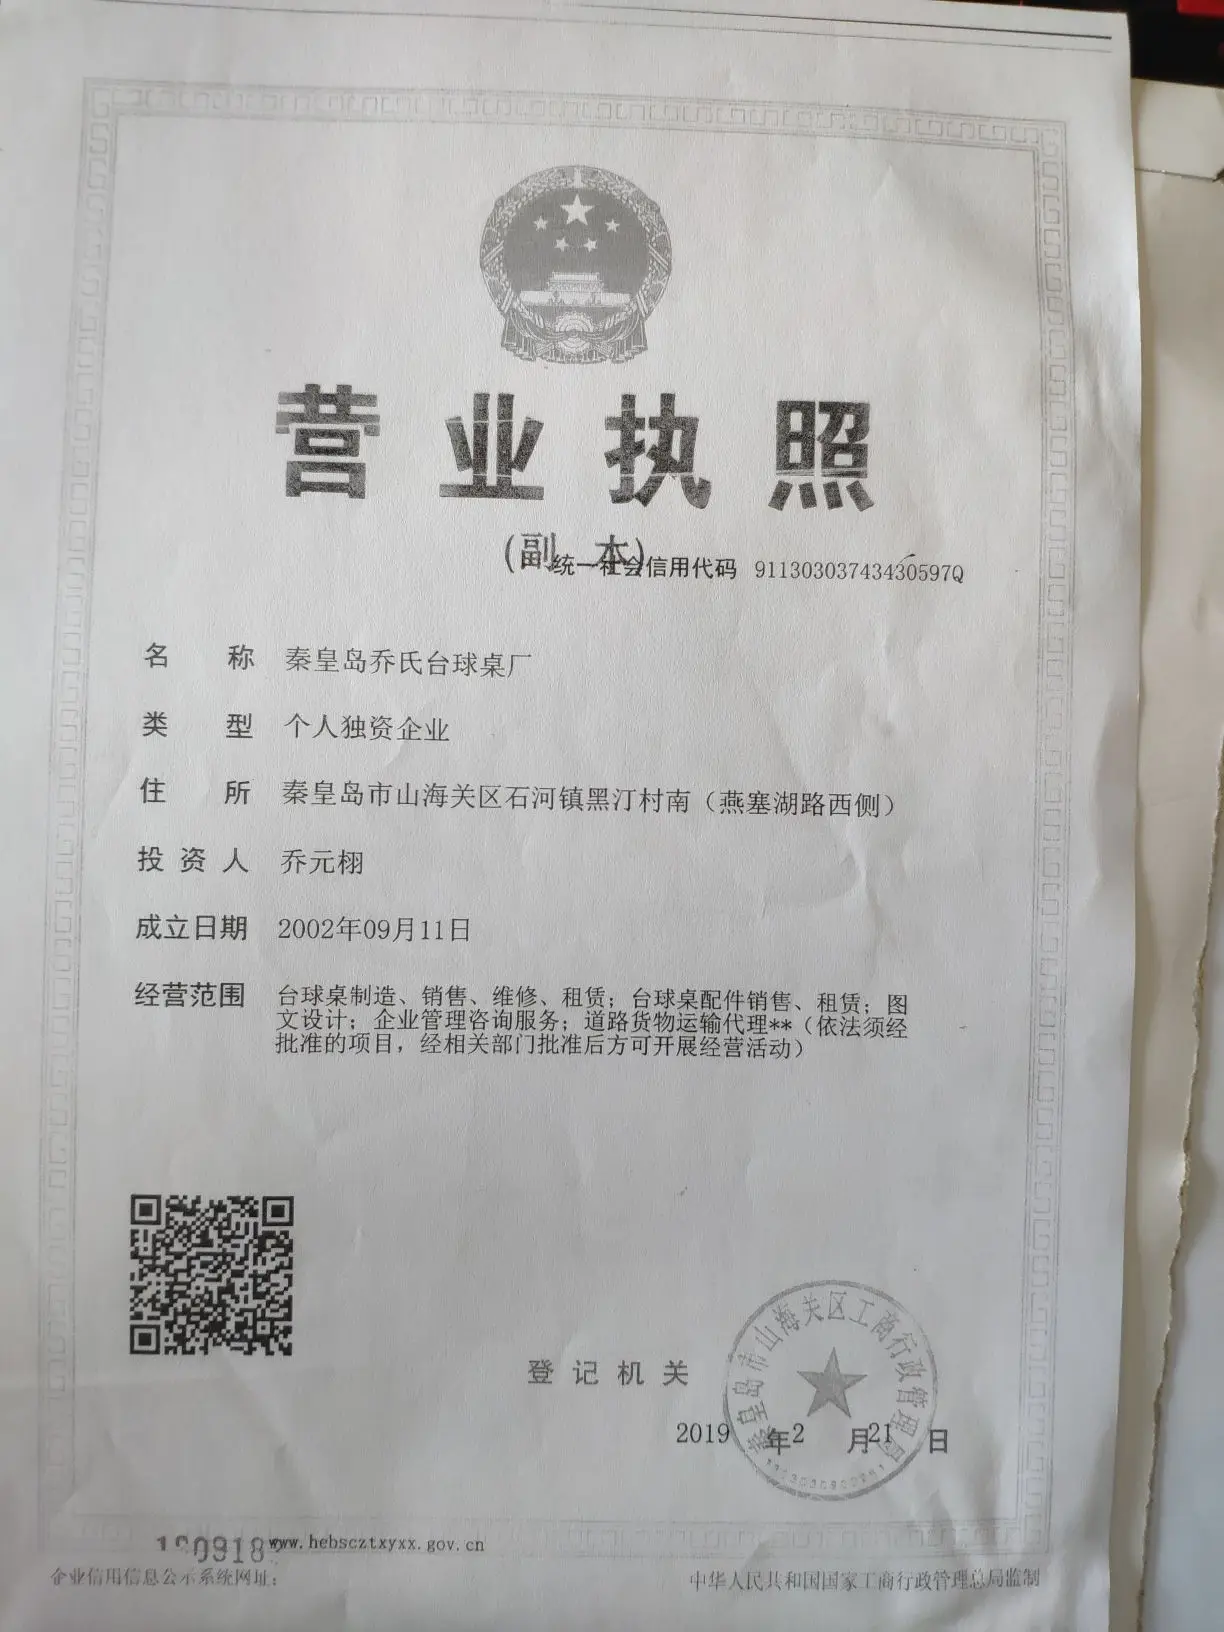 营业执照
(副 本)
统一社会信用代码 911303037434305970Q
名 称 秦皇岛乔氏台球桌厂
类 型 个人独资企业
住 所 秦皇岛市山海关区石河镇黑汀村南（燕塞湖路西侧）
投资人 乔元栩
成立日期 2002年09月11日
经营范围 台球桌制造、销售、维修、租赁；台球桌配件销售、租赁；图
文设计；企业管理咨询服务；道路货物运输代理**（依法须经
批准的项目，经相关部门批准后方可开展经营活动）
登记机关
秦皇岛市山海关区工商行政管理局
2019 年2 月21 日
www.hebscztxyxx.gov.cn
企业信用信息公示系统网址：
中华人民共和国国家工商行政管理总局监制